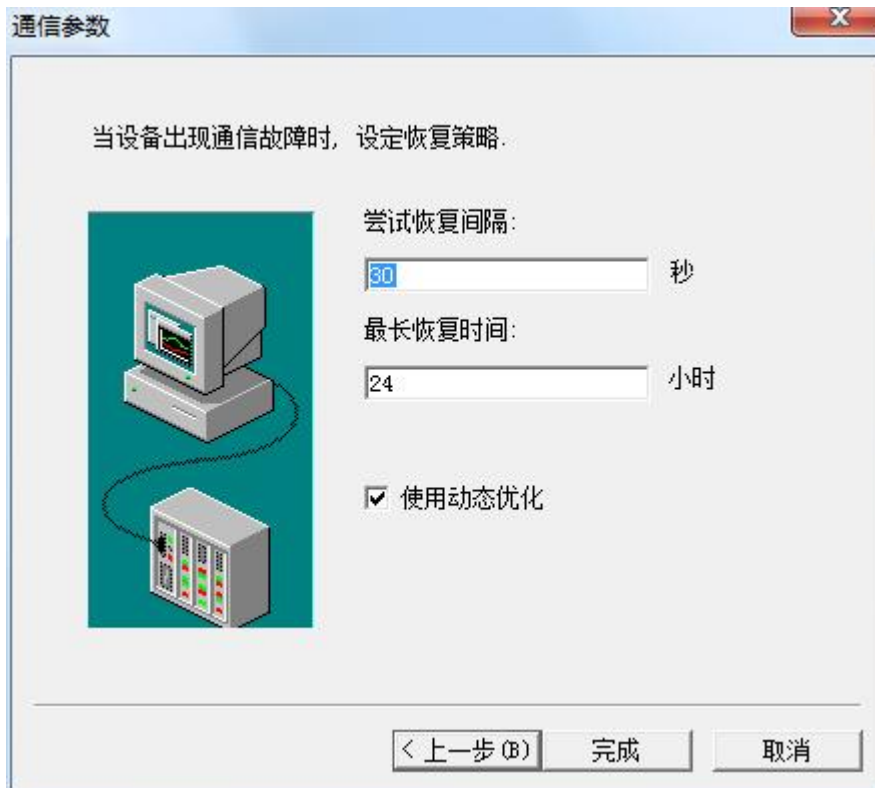 通信参数
当设备出现通信故障时, 设定恢复策略.
尝试恢复间隔:
30 秒
最长恢复时间:
24 小时
使用动态优化
< 上一步(B) 完成 取消